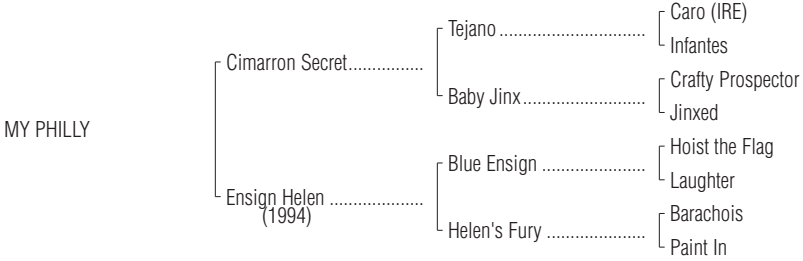 Caro (IRE)
Tejano ..............................
Infantes
Cimarron Secret................
Crafty Prospector
Baby Jinx.........................
Jinxed
MY PHILLY
Hoist the Flag
Blue Ensign .....................
Laughter
Ensign Helen ...................
(1994)
Barachois
Helen's Fury ....................
Paint In